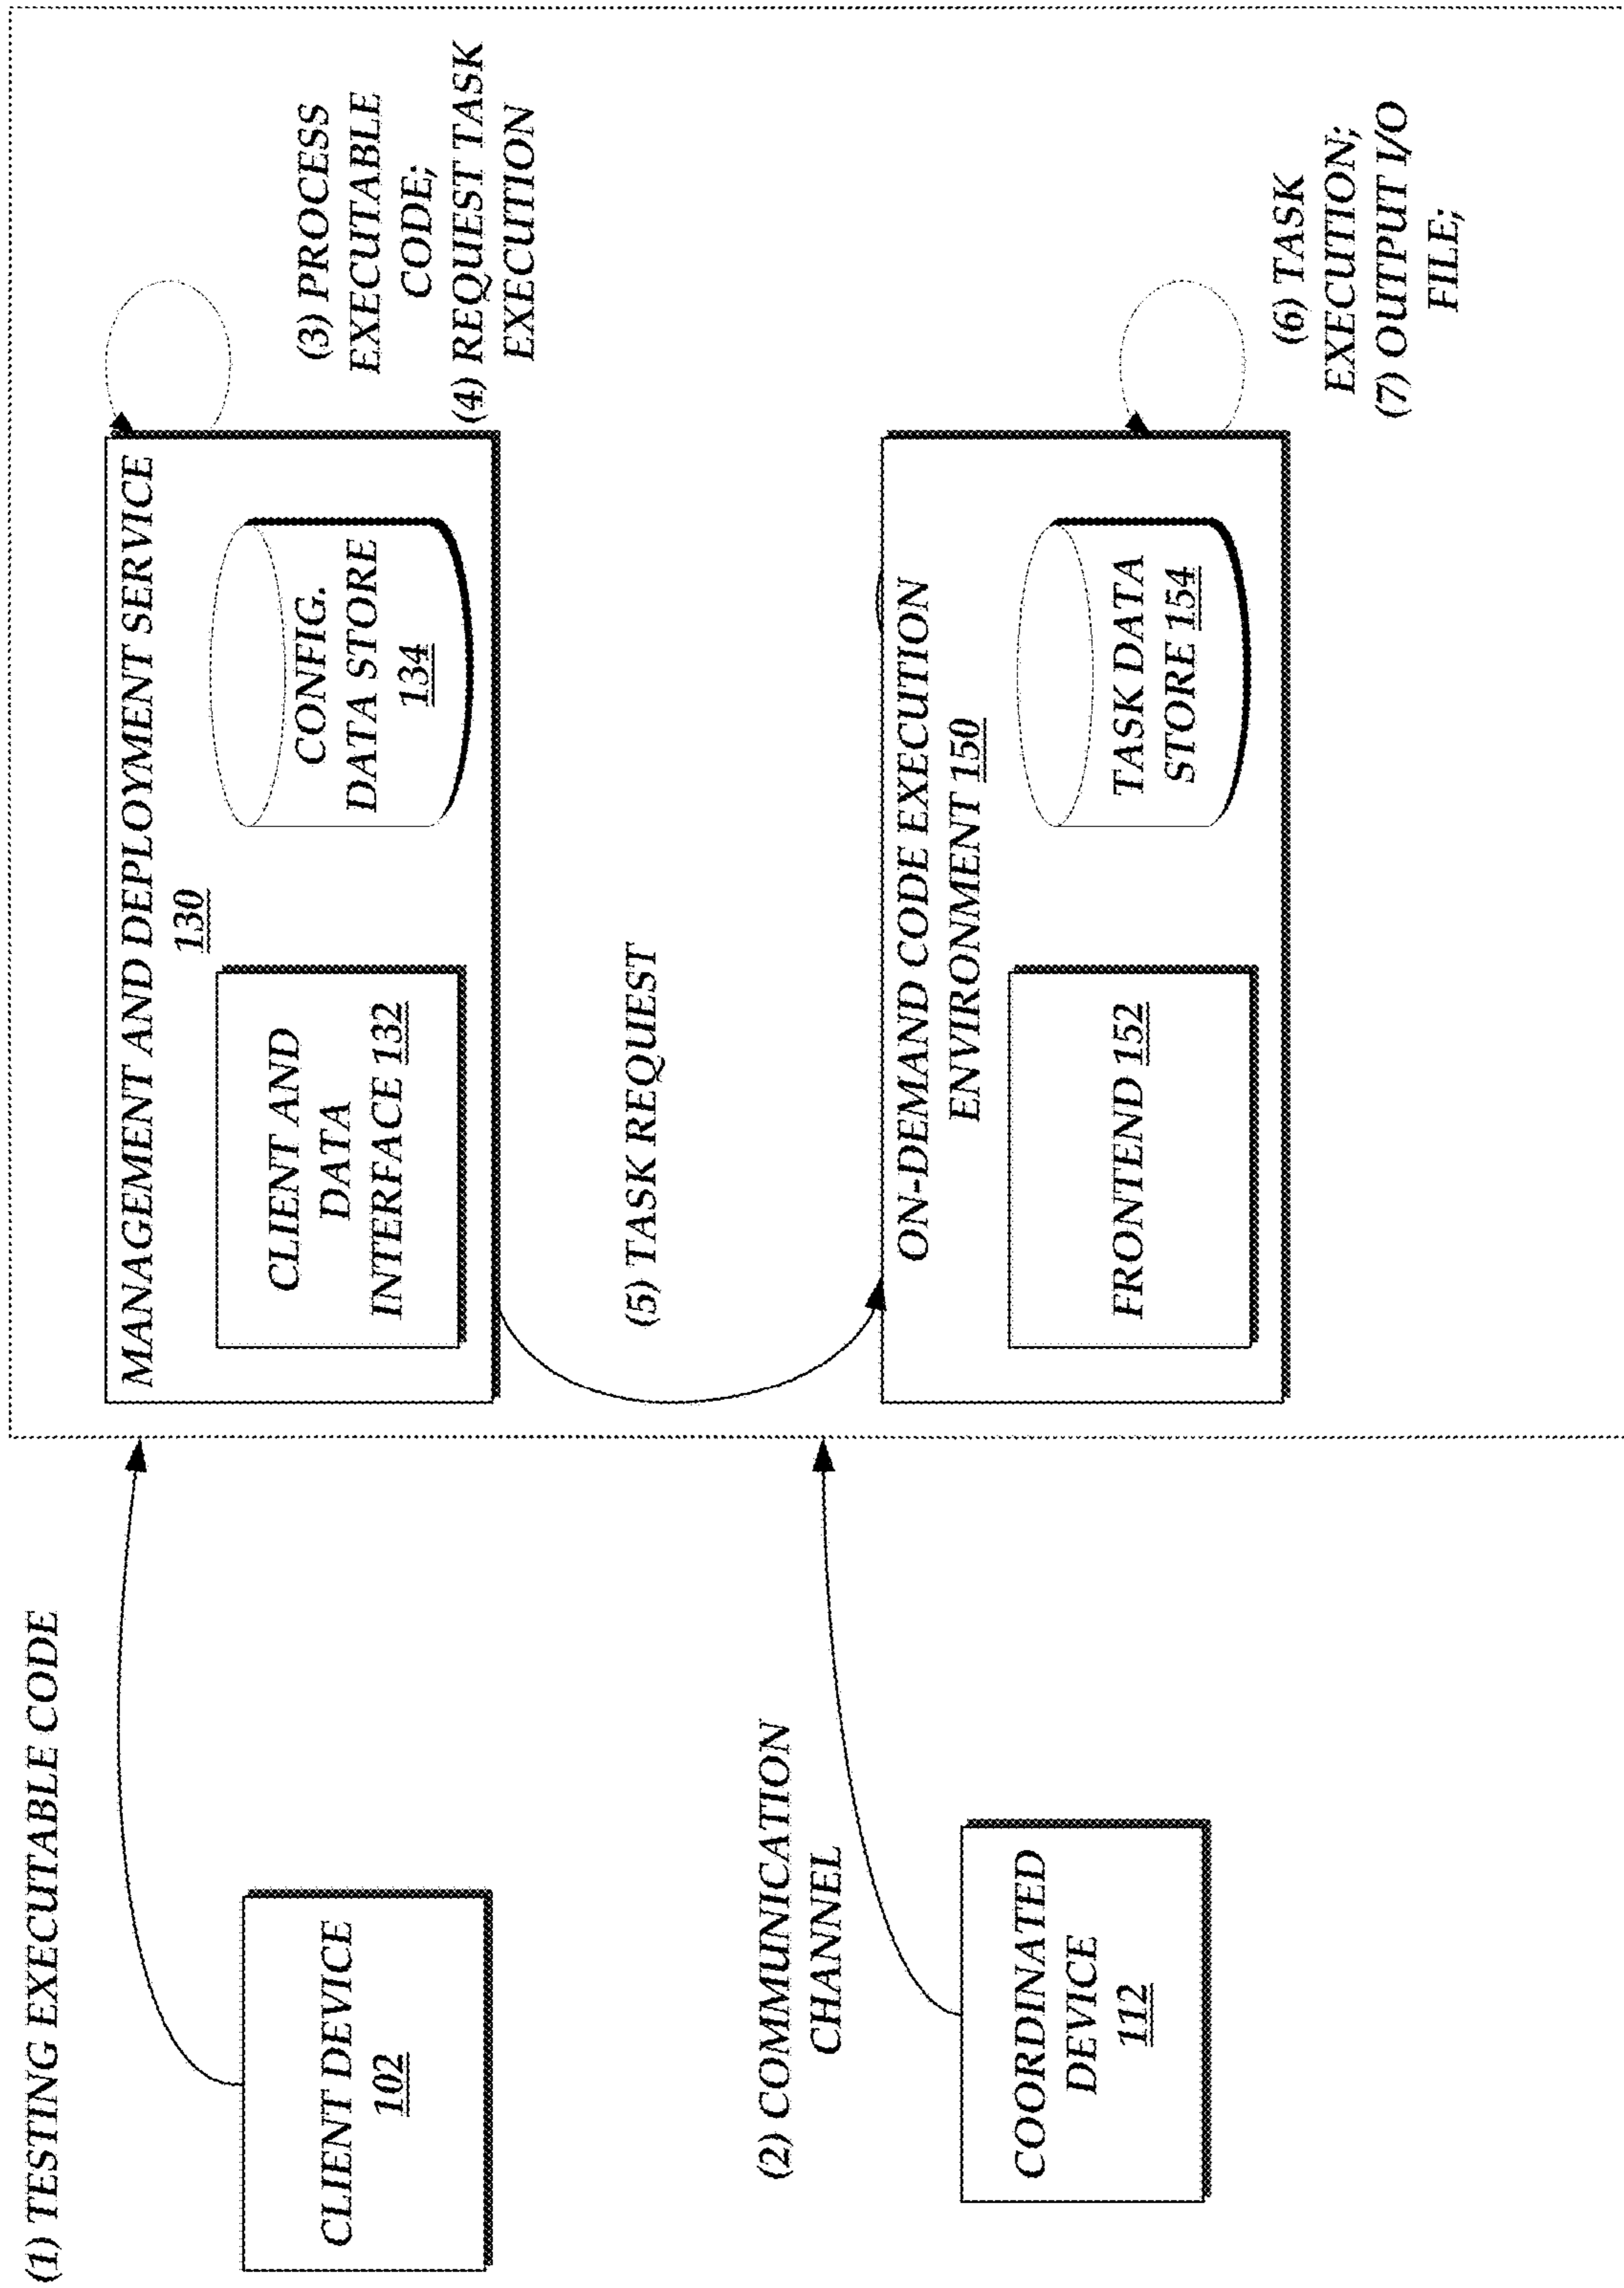 (1) TESTING EXECUTABLE CODE
CLIENT DEVICE
102
(2) COMMUNICATION
CHANNEL
COORDINATED
DEVICE
112
MANAGEMENT AND DEPLOYMENT SERVICE
130
CLIENT AND
DATA
INTERFACE 132
CONFIG.
DATA STORE
134
(3) PROCESS
EXECUTABLE
CODE;
(4) REQUEST TASK
EXECUTION
(5) TASK REQUEST
ON-DEMAND CODE EXECUTION
ENVIRONMENT 150
FRONTEND 152
TASK DATA
STORE 154
(6) TASK
EXECUTION;
(7) OUTPUT I/O
FILE;